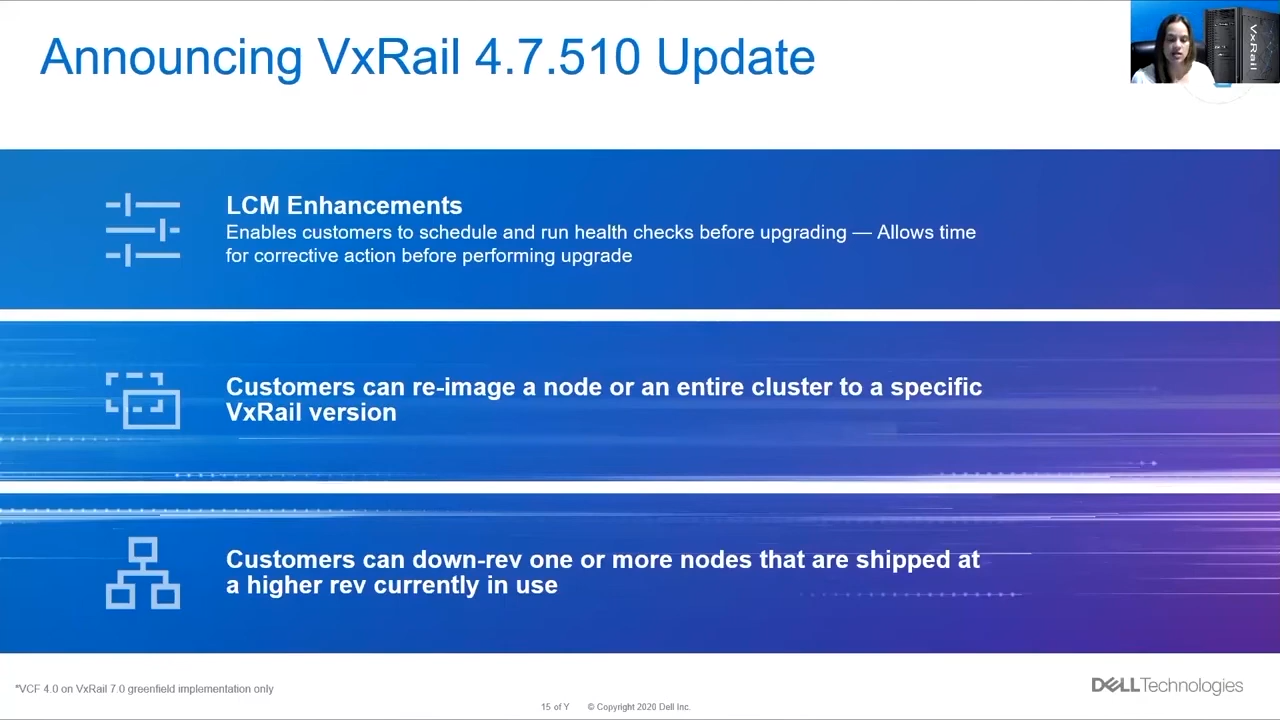 Announcing VxRail 4.7.510 Update
VxRail
LCM Enhancements
Enables customers to schedule and run health checks before upgrading — Allows time
for corrective action before performing upgrade
Customers can re-image a node or an entire cluster to a specific
VxRail version
Customers can down-rev one or more nodes that are shipped at
a higher rev currently in use
*VCF 4.0 on VxRail 7.0 greenfield implementation only
DELLTechnologies
15 of Y © Copyright 2020 Dell Inc.